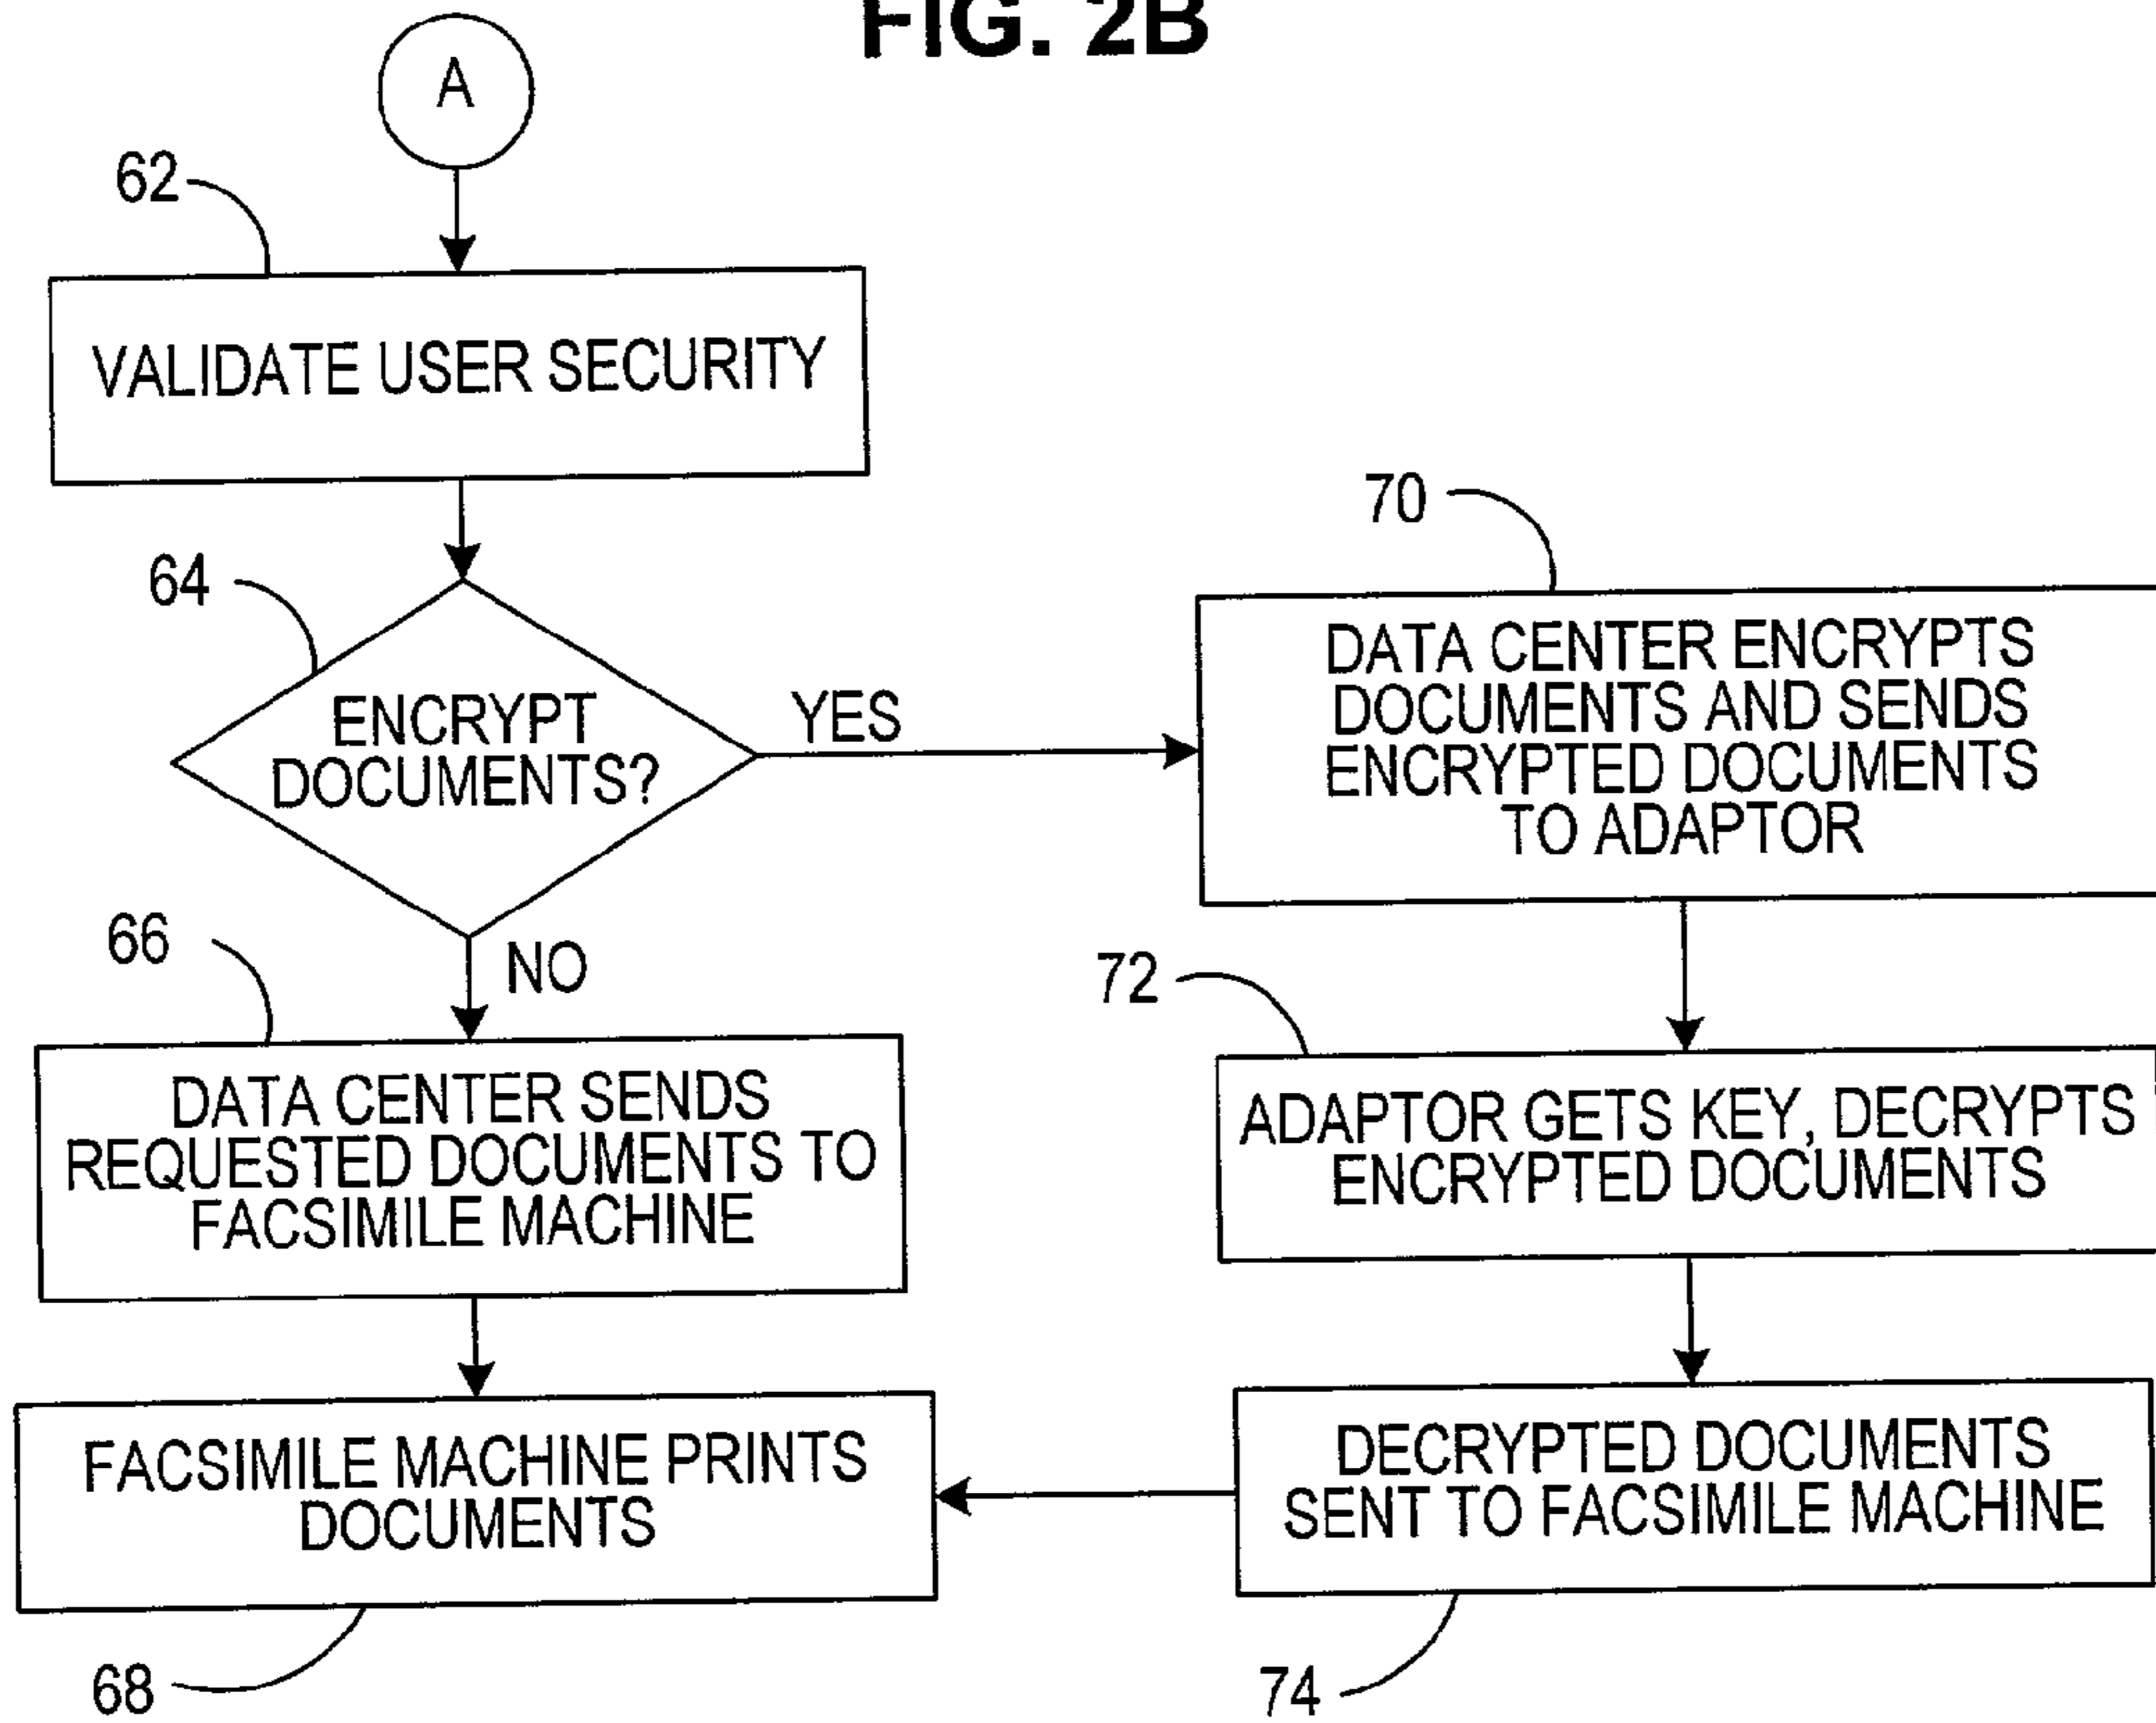 FIG. 2B
A
62
VALIDATE USER SECURITY
64
ENCRYPT
DOCUMENTS?
YES
NO
66
DATA CENTER SENDS
REQUESTED DOCUMENTS TO
FACSIMILE MACHINE
FACSIMILE MACHINE PRINTS
DOCUMENTS
68
70
DATA CENTER ENCRYPTS
DOCUMENTS AND SENDS
ENCRYPTED DOCUMENTS
TO ADAPTOR
72
ADAPTOR GETS KEY, DECRYPTS
ENCRYPTED DOCUMENTS
DECRYPTED DOCUMENTS
SENT TO FACSIMILE MACHINE
74